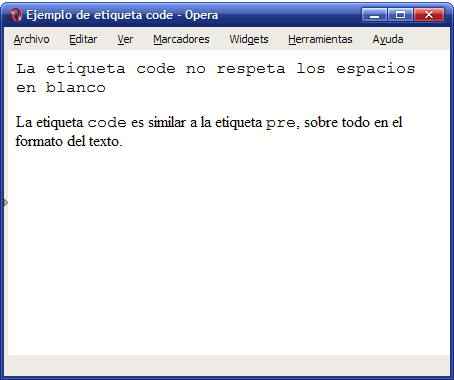 Ejemplo de etiqueta code - Opera
Archivo Editar Ver Marcadores Widgets Herramientas Ayuda
La etiqueta code no respeta los espacios
en blanco
La etiqueta code es similar a la etiqueta pre, sobre todo en el
formato del texto.